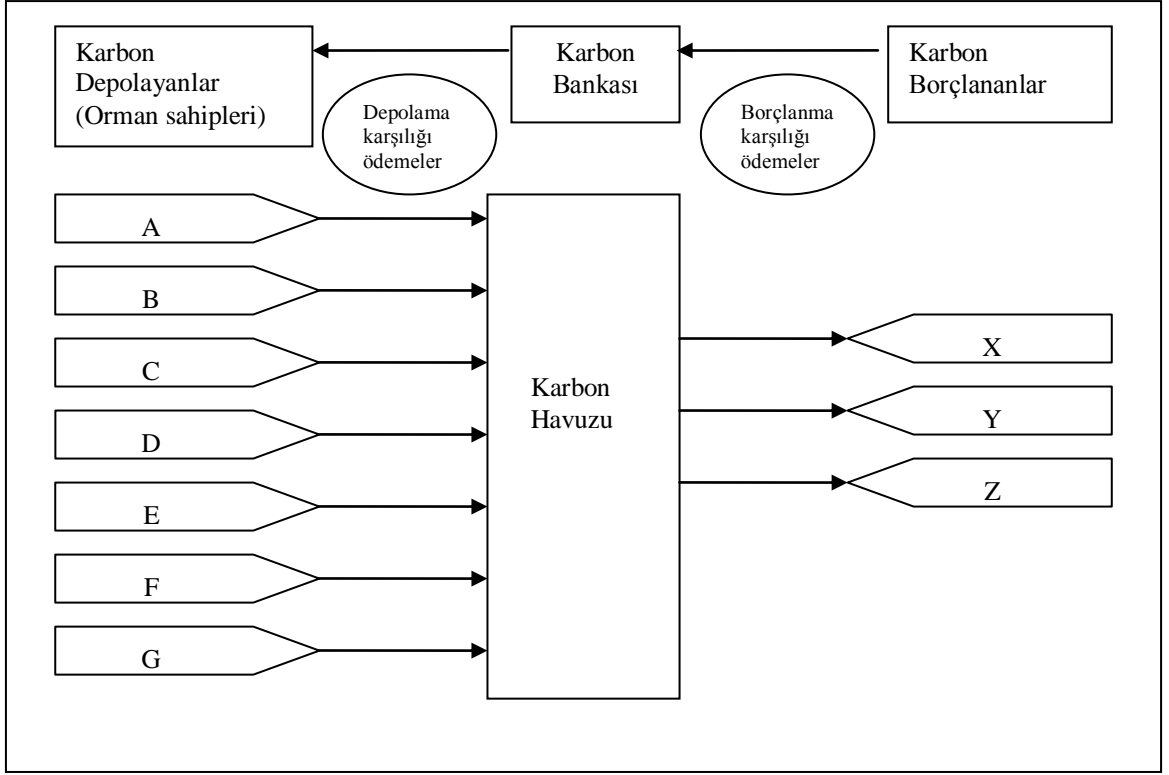 Karbon
Depolayanlar
(Orman sahipleri)
Karbon
Bankası
Karbon
Borçlananlar
Depolama
karşılığı
ödemeler
Borçlanma
karşılığı
ödemeler
A
B
C
D
E
F
G
Karbon
Havuzu
X
Y
Z